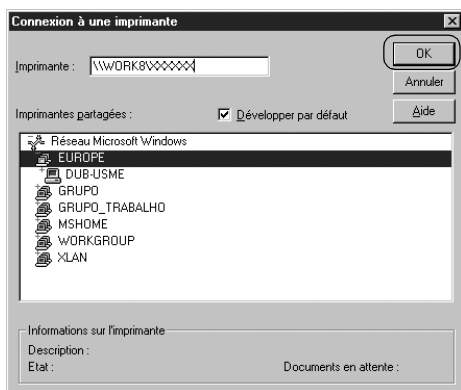 Connexion à une imprimante
Imprimante : \\WORK8\XXXXXX
OK
Annuler
Imprimantes partagées : Développer par défaut Aide
Réseau Microsoft Windows
EUROPE
DUB-USME
GRUPO
GRUPO_TRABALHO
MSHOME
WORKGROUP
XLAN
Informations sur l'imprimante
Description :
Etat : Documents en attente :